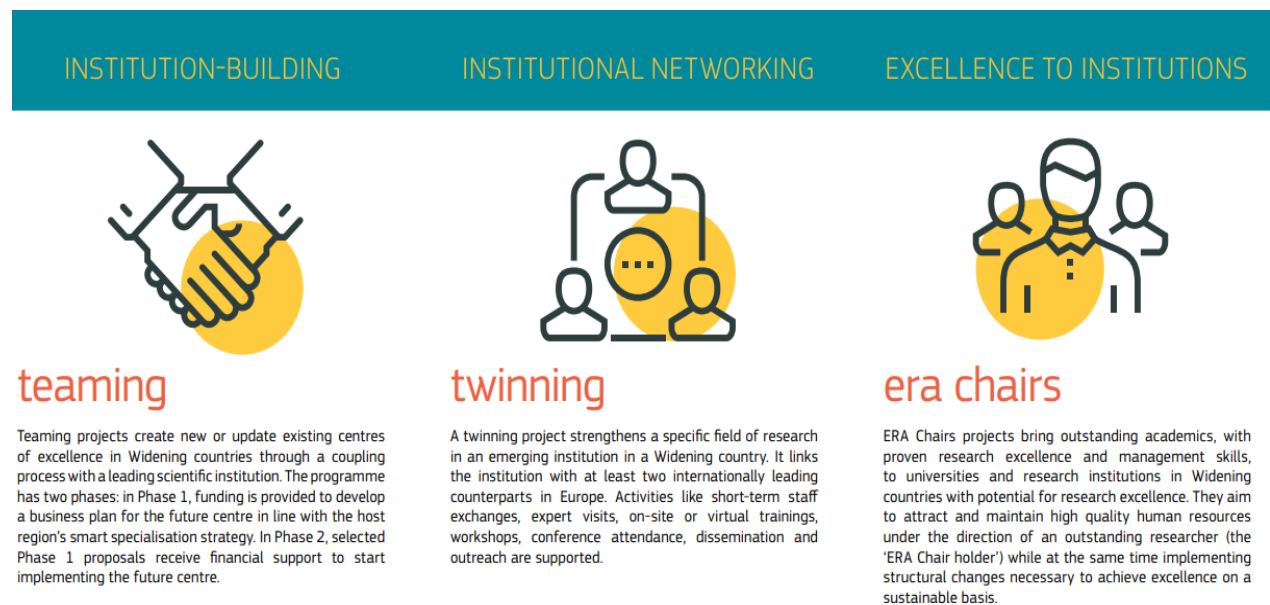 INSTITUTION-BUILDING
INSTITUTIONAL NETWORKING
EXCELLENCE TO INSTITUTIONS
teaming
Teaming projects create new or update existing centres
of excellence in Widening countries through a coupling
process with a leading scientific institution. The programme
has two phases: in Phase 1, funding is provided to develop
a business plan for the future centre in line with the host
region's smart specialisation strategy. In Phase 2, selected
Phase 1 proposals receive financial support to start
implementing the future centre.
twinning
A twinning project strengthens a specific field of research
in an emerging institution in a Widening country. It links
the institution with at least two internationally leading
counterparts in Europe. Activities like short-term staff
exchanges, expert visits, on-site or virtual trainings,
workshops, conference attendance, dissemination and
outreach are supported.
era chairs
ERA Chairs projects bring outstanding academics, with
proven research excellence and management skills,
to universities and research institutions in Widening
countries with potential for research excellence. They aim
to attract and maintain high quality human resources
under the direction of an outstanding researcher (the
‘ERA Chair holder’) while at the same time implementing
structural changes necessary to achieve excellence on a
sustainable basis.